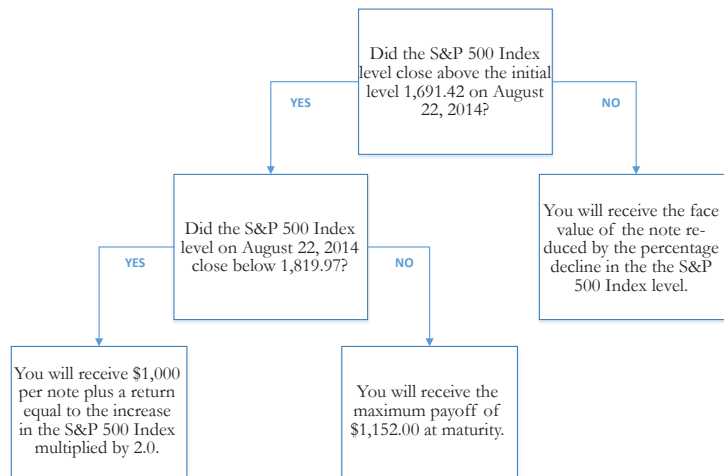 Did the S&P 500 Index
level close above the initial
level 1,691.42 on August
22, 2014?
YES
NO
Did the S&P 500 Index
level on August 22, 2014
close below 1,819.97?
You will receive the face
value of the note re-
duced by the percentage
decline in the the S&P
500 Index level.
YES
NO
You will receive $1,000
per note plus a return
equal to the increase
in the S&P 500 Index
multiplied by 2.0.
You will receive the
maximum payoff of
$1,152.00 at maturity.